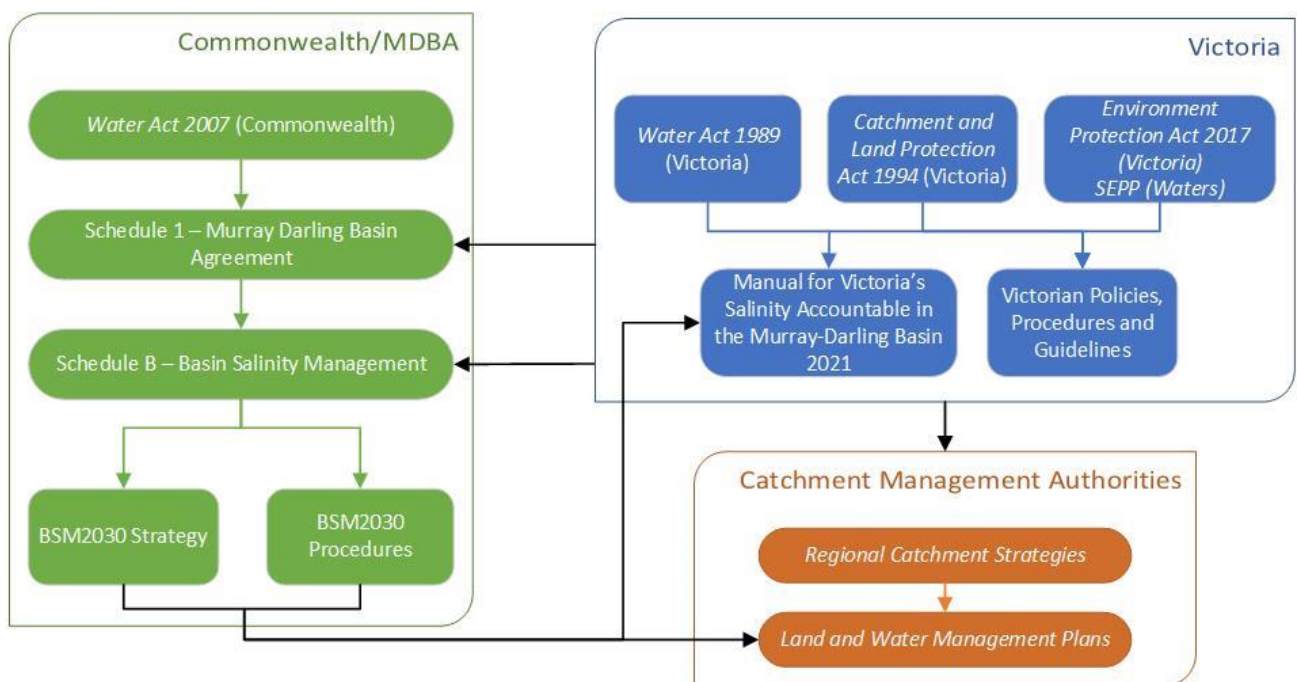 Commonwealth/MDBA
Water Act 2007 (Commonwealth)
Schedule 1 – Murray Darling Basin
Agreement
Schedule B – Basin Salinity Management
BSM2030 Strategy
BSM2030
Procedures
Victoria
Water Act 1989
(Victoria)
Catchment and
Land Protection
Act 1994 (Victoria)
Environment
Protection Act 2017
(Victoria)
SEPP (Waters)
Manual for Victoria’s
Salinity Accountable in
the Murray-Darling Basin
2021
Victorian Policies,
Procedures and
Guidelines
Catchment Management Authorities
Regional Catchment Strategies
Land and Water Management Plans